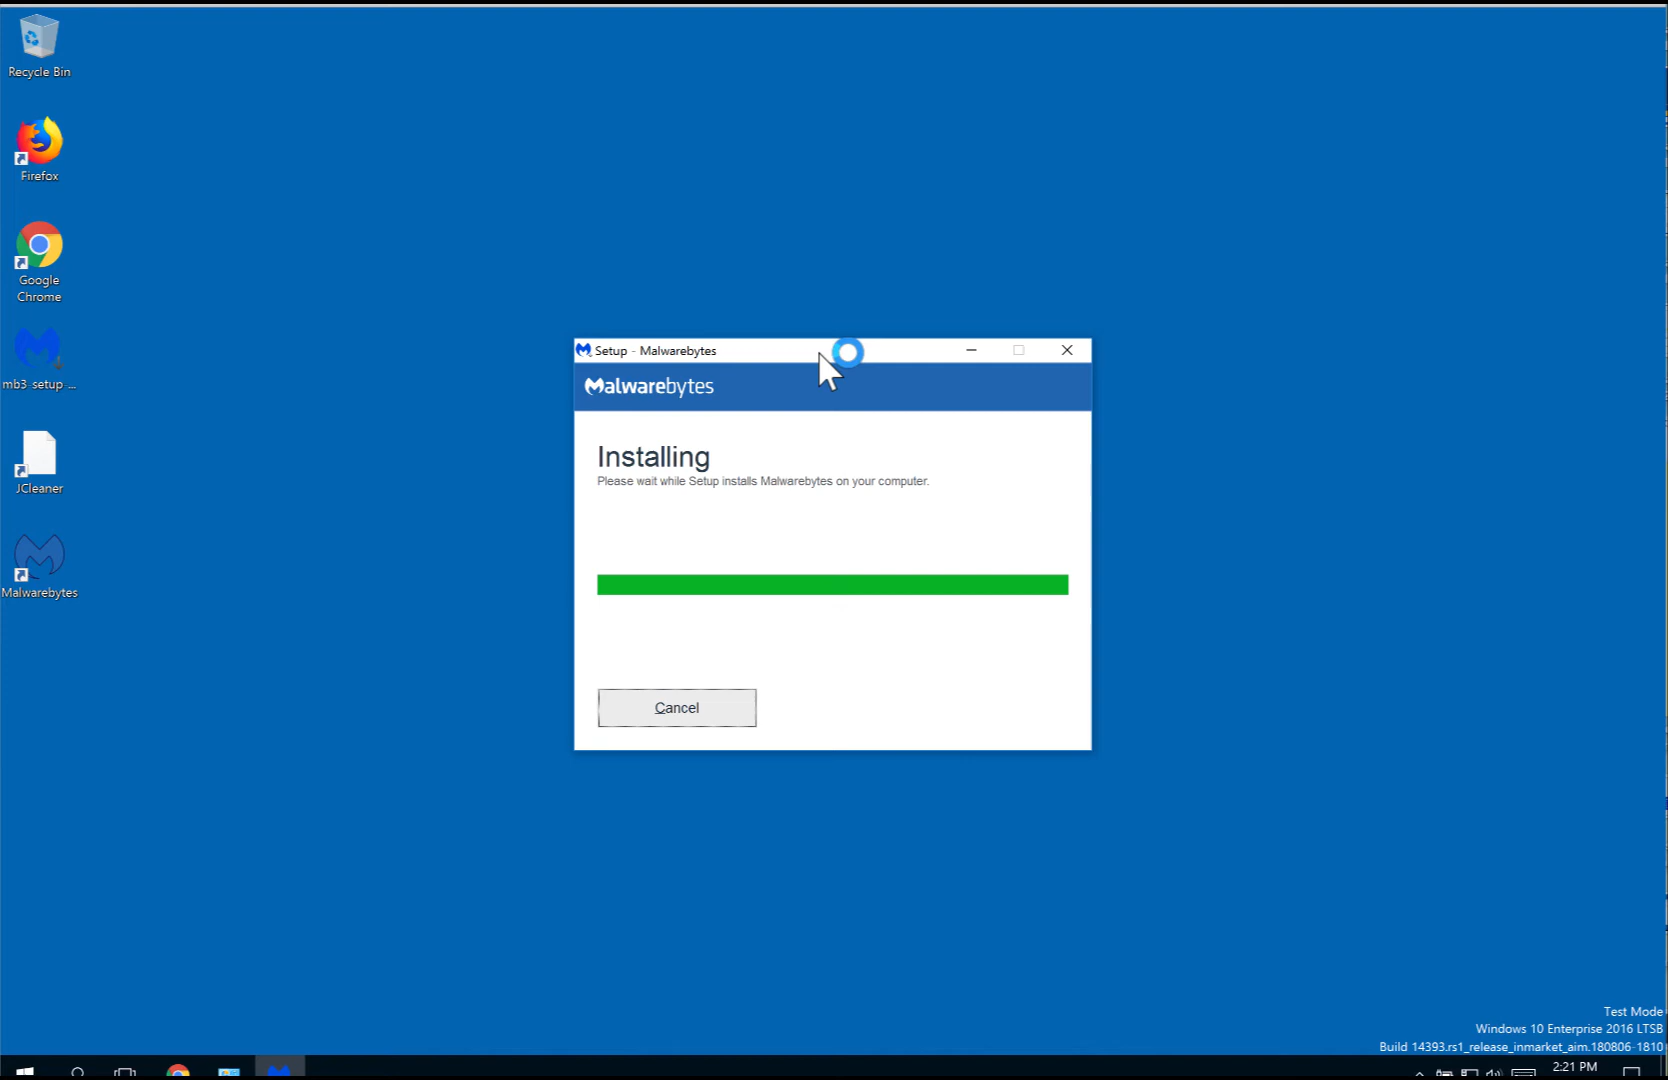 Recycle Bin
Firefox
Google
Chrome
mb3-setup-...
JCleaner
Malwarebytes
Setup - Malwarebytes
Malwarebytes
Installing
Please wait while Setup installs Malwarebytes on your computer.
Cancel
Test Mode
Windows 10 Enterprise 2016 LTSB
Build 14393.rs1_release_inmarket_aim.180806-1810
2:21 PM